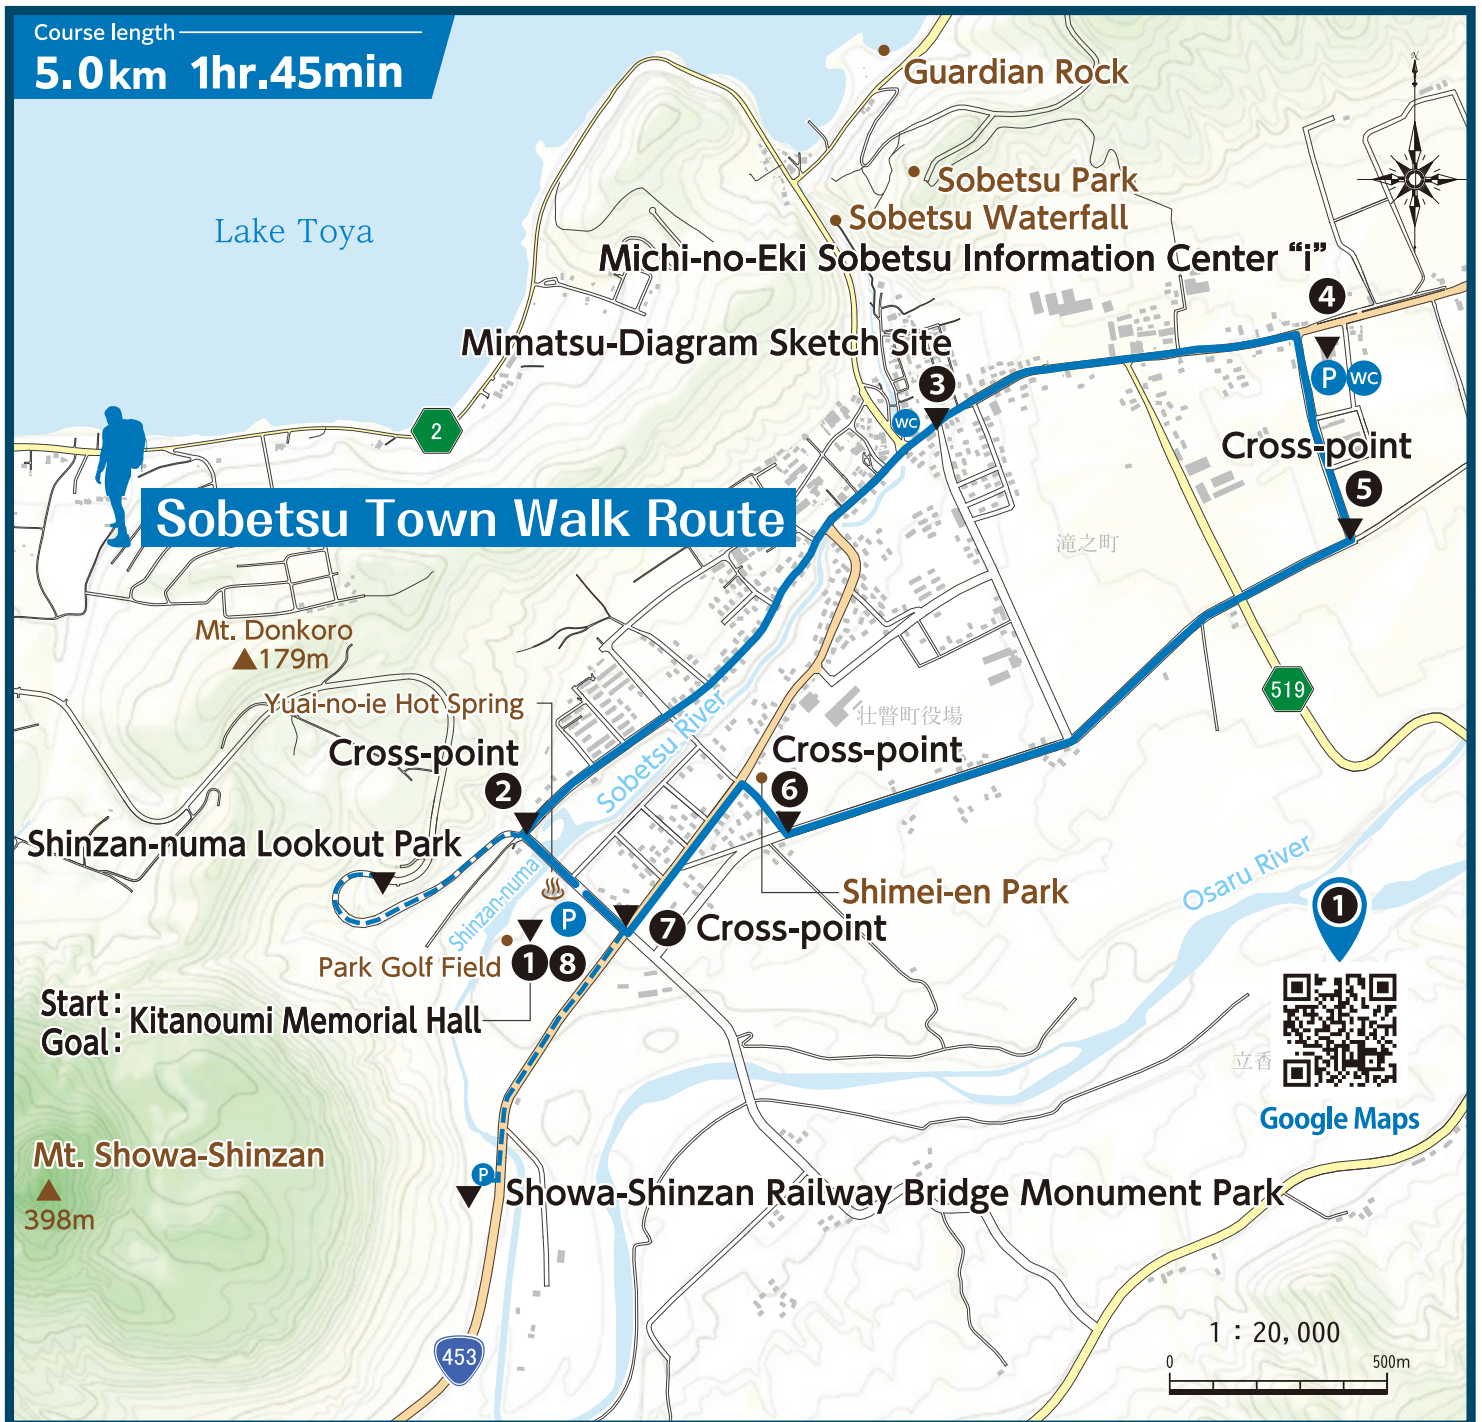 Course length
5.0km 1hr.45min
Guardian Rock
N
Sobetsu Park
Sobetsu Waterfall
Lake Toya
Michi-no-Eki Sobetsu Information Center “i”
4
Mimatsu-Diagram Sketch Site
3
P WC
WC
2
Cross-point
5
Sobetsu Town Walk Route
滝之町
Mt. Donkoro
179m
519
Yuai-no-ie Hot Spring
壮瞥町役場
Sobetsu River
Cross-point
2
Cross-point
6
Shinzan-numa Lookout Park
Shinzan-numa
Osaru River
Shimei-en Park
1
P
7 Cross-point
Park Golf Field 1 8
Start:
Goal:
Kitanoumi Memorial Hall
立香
Google Maps
Mt. Showa-Shinzan
398m
P
Showa-Shinzan Railway Bridge Monument Park
453
1 : 20,000
0 500m